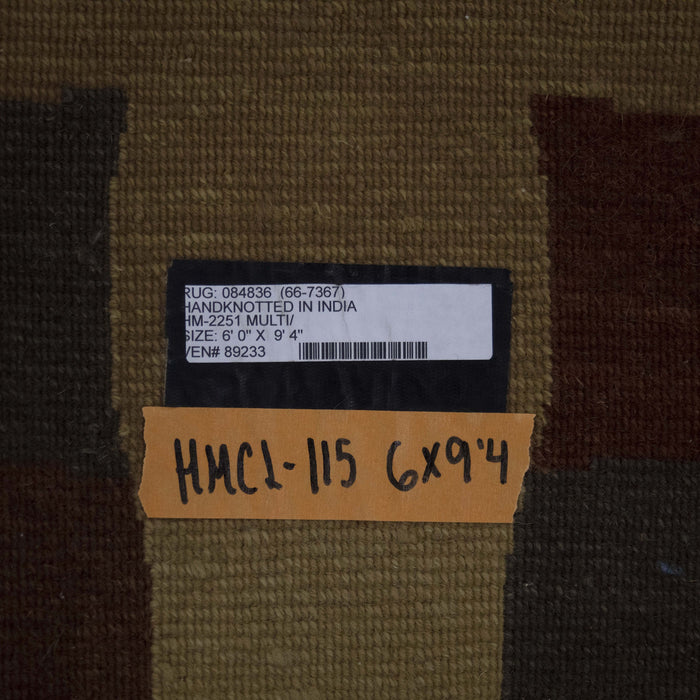 RUG: 084836 (66-7367)
HANDKNOTTED IN INDIA
HM-2251 MULTI/
SIZE: 6' 0" X 9' 4"
VEN# 89233
HMCL-115 6X9'4